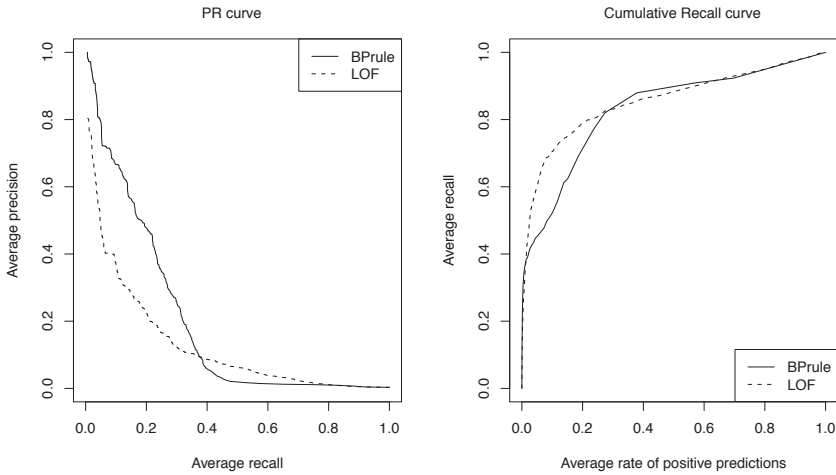 PR curve
BPrule
LOF
Average precision
1.0
0.8
0.6
0.4
0.2
0.0
0.0 0.2 0.4 0.6 0.8 1.0
Average recall
Cumulative Recall curve
Average recall
1.0
0.8
0.6
0.4
0.2
0.0
BPrule
LOF
0.0 0.2 0.4 0.6 0.8 1.0
Average rate of positive predictions